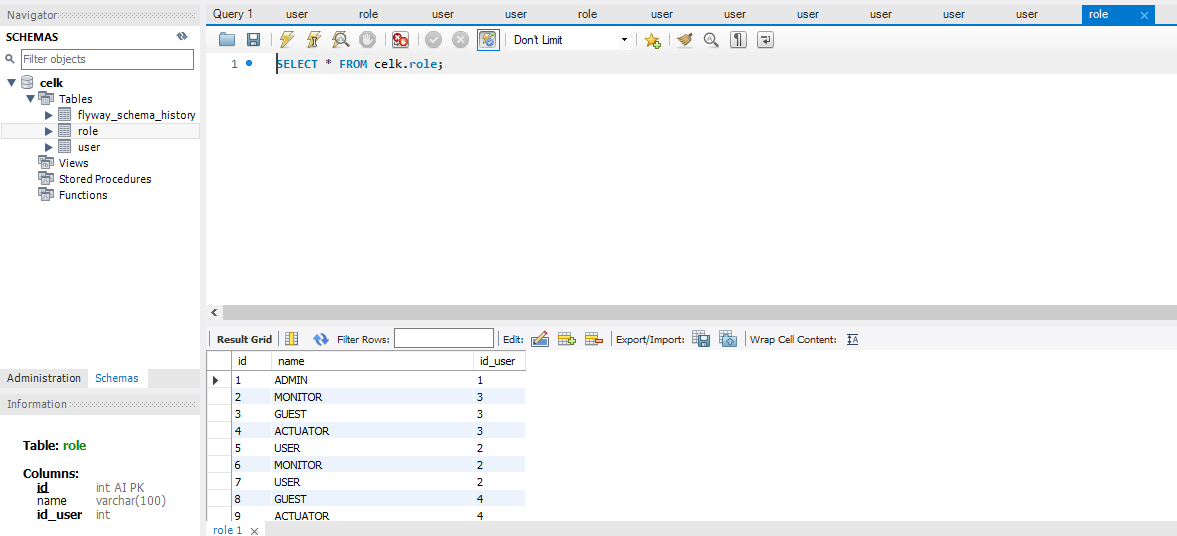 Navigator
SCHEMAS
Filter objects
celk
Tables
flyway_schema_history
role
user
Views
Stored Procedures
Functions
Administration Schemas
Information
Table: role
Columns:
id int AI PK
name varchar(100)
id_user int
Query 1 user role user user role user user user user user user role
Don't Limit
1 SELECT * FROM celk.role;
Result Grid Filter Rows: Edit: Export/Import: Wrap Cell Content:
id name id_user
1 ADMIN 1
2 MONITOR 3
3 GUEST 3
4 ACTUATOR 3
5 USER 2
6 MONITOR 2
7 USER 2
8 GUEST 4
9 ACTUATOR 4
role 1